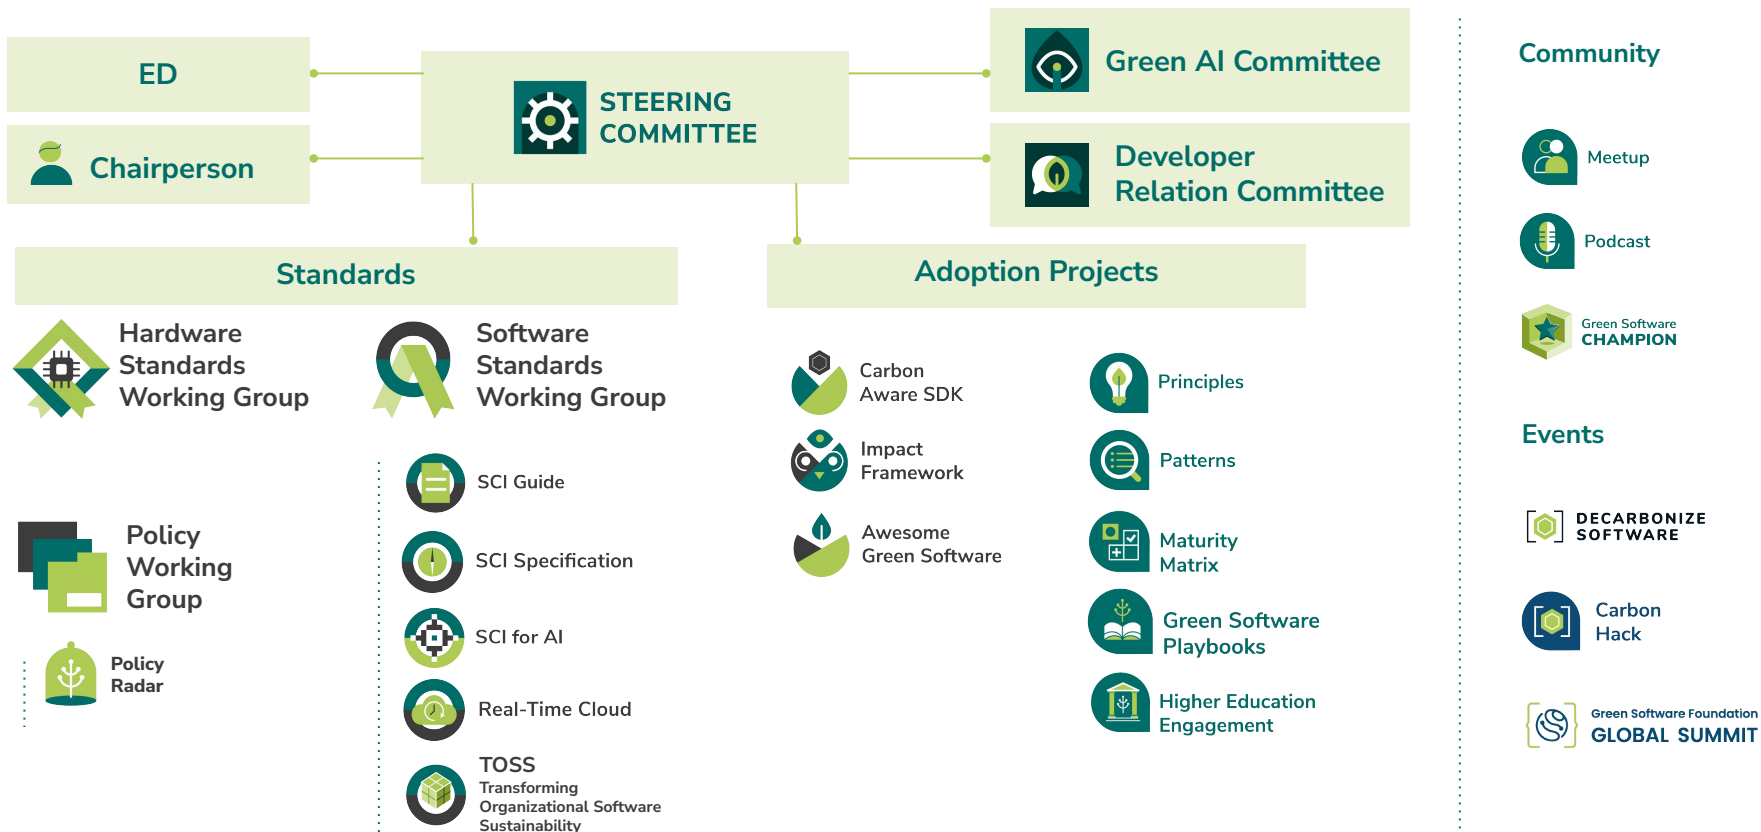 ED
Chairperson
STEERING
COMMITTEE
Green AI Committee
Developer
Relation Committee
Standards
Hardware
Standards
Working Group
Software
Standards
Working Group
Policy
Working
Group
Policy
Radar
SCI Guide
SCI Specification
SCI for AI
Real-Time Cloud
TOSS
Transforming
Organizational Software
Sustainability
Adoption Projects
Carbon
Aware SDK
Impact
Framework
Awesome
Green Software
Principles
Patterns
Maturity
Matrix
Green Software
Playbooks
Higher Education
Engagement
Community
Meetup
Podcast
Green Software
CHAMPION
Events
DECARBONIZE
SOFTWARE
Carbon
Hack
Green Software Foundation
GLOBAL SUMMIT